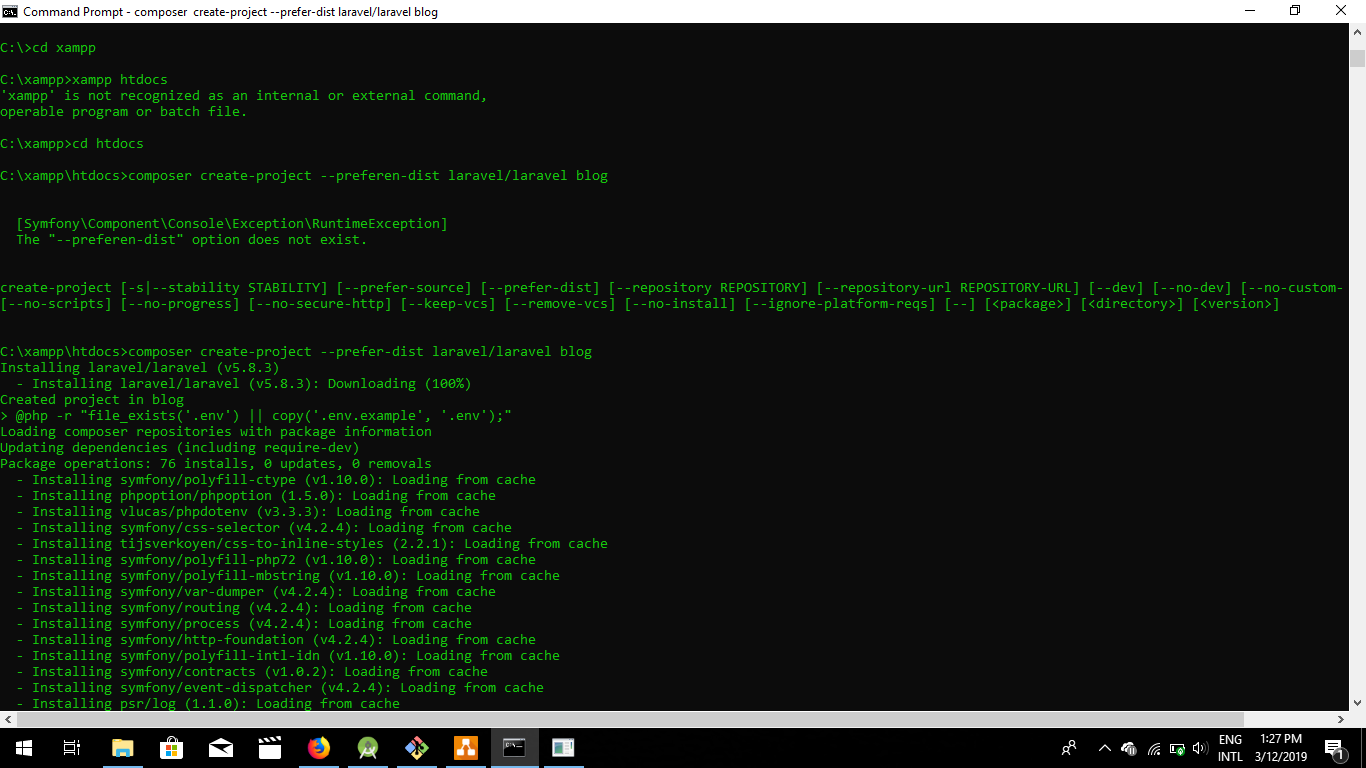 Command Prompt - composer  create-project --prefer-dist laravel/laravel blog
C:\>cd xampp
C:\xampp>xampp htdocs
'xampp' is not recognized as an internal or external command,
operable program or batch file.
C:\xampp>cd htdocs
C:\xampp\htdocs>composer create-project --preferen-dist laravel/laravel blog
[Symfony\Component\Console\Exception\RuntimeException]
The "--preferen-dist" option does not exist.
create-project [-s|--stability STABILITY] [--prefer-source] [--prefer-dist] [--repository REPOSITORY] [--repository-url REPOSITORY-URL] [--dev] [--no-dev] [--no-custom-
[--no-scripts] [--no-progress] [--no-secure-http] [--keep-vcs] [--remove-vcs] [--no-install] [--ignore-platform-reqs] [--] [<package>] [<directory>] [<version>]
C:\xampp\htdocs>composer create-project --prefer-dist laravel/laravel blog
Installing laravel/laravel (v5.8.3)
- Installing laravel/laravel (v5.8.3): Downloading (100%)
Created project in blog
> @php -r "file_exists('.env') || copy('.env.example', '.env');"
Loading composer repositories with package information
Updating dependencies (including require-dev)
Package operations: 76 installs, 0 updates, 0 removals
- Installing symfony/polyfill-ctype (v1.10.0): Loading from cache
- Installing phpoption/phpoption (1.5.0): Loading from cache
- Installing vlucas/phpdotenv (v3.3.3): Loading from cache
- Installing symfony/css-selector (v4.2.4): Loading from cache
- Installing tijsverkoyen/css-to-inline-styles (2.2.1): Loading from cache
- Installing symfony/polyfill-php72 (v1.10.0): Loading from cache
- Installing symfony/polyfill-mbstring (v1.10.0): Loading from cache
- Installing symfony/var-dumper (v4.2.4): Loading from cache
- Installing symfony/routing (v4.2.4): Loading from cache
- Installing symfony/process (v4.2.4): Loading from cache
- Installing symfony/http-foundation (v4.2.4): Loading from cache
- Installing symfony/polyfill-intl-idn (v1.10.0): Loading from cache
- Installing symfony/contracts (v1.0.2): Loading from cache
- Installing symfony/event-dispatcher (v4.2.4): Loading from cache
- Installing psr/log (1.1.0): Loading from cache
ENG
INTL
1:27 PM
3/12/2019
1